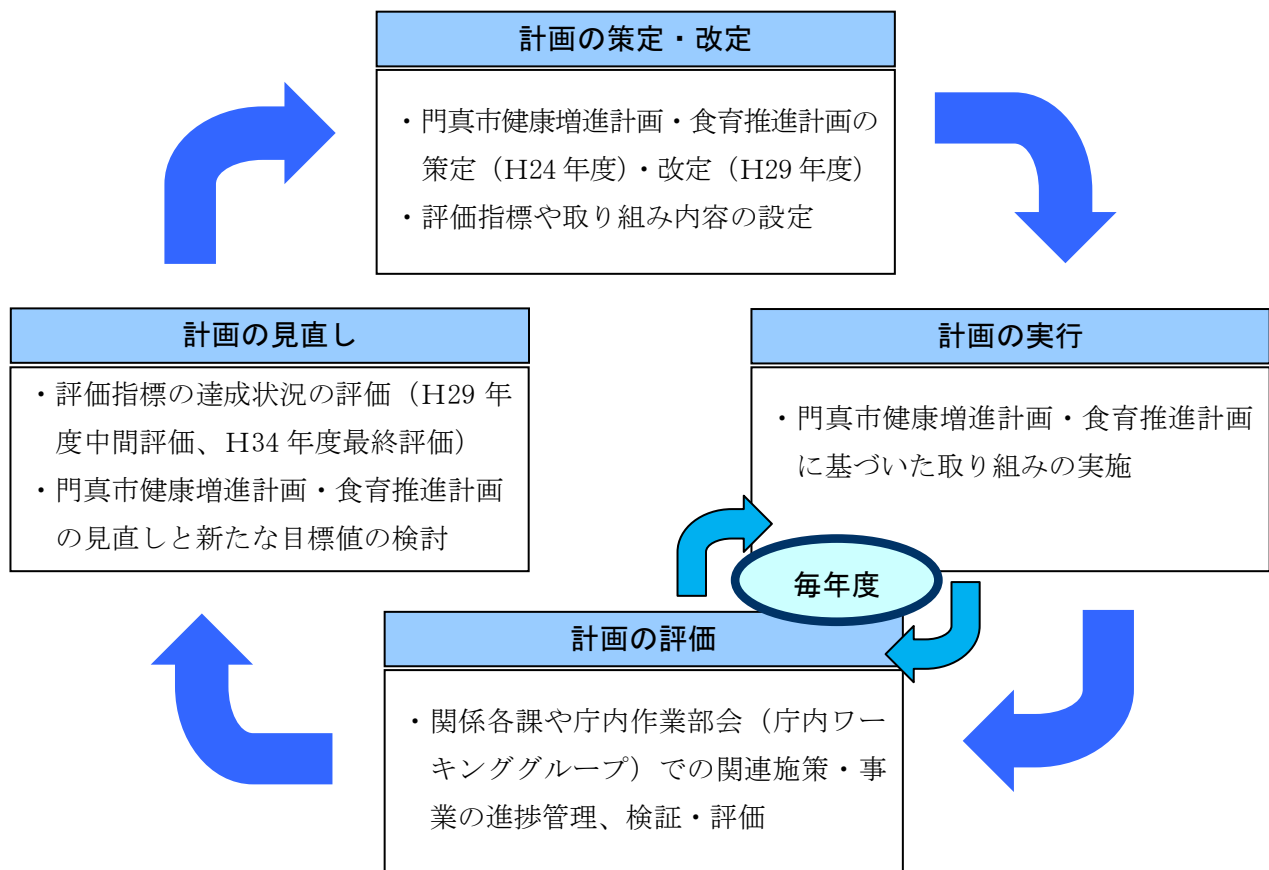 計画の策定・改定
・門真市健康増進計画・食育推進計画の
策定（H24 年度）・改定（H29 年度）
・評価指標や取り組み内容の設定
計画の見直し
・評価指標の達成状況の評価（H29 年
度中間評価、H34 年度最終評価）
・門真市健康増進計画・食育推進計画
の見直しと新たな目標値の検討
計画の実行
・門真市健康増進計画・食育推進計画
に基づいた取り組みの実施
毎年度
計画の評価
・関係各課や庁内作業部会（庁内ワー
キンググループ）での関連施策・事
業の進捗管理、検証・評価